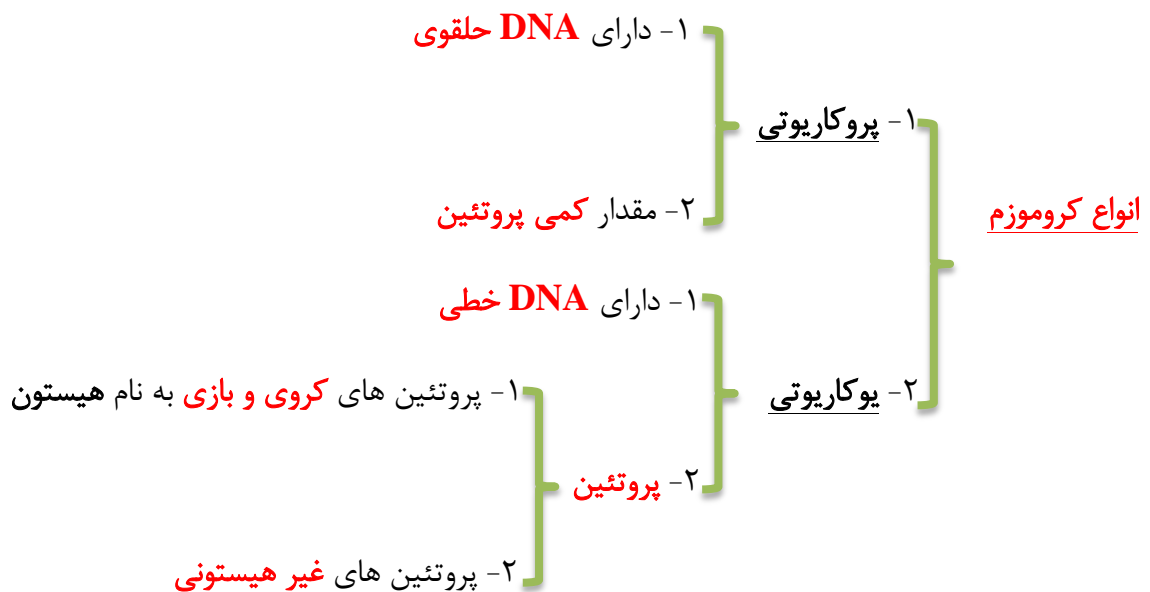 ۱- دارای DNA حلقوی
۱- پروکاریوتی
۲- مقدار کمی پروتئین
انواع کروموزم
۱- دارای DNA خطی
۲- یوکاریوتی
۱- پروتئین های کروی و بازی به نام هیستون
۲- پروتئین
۲- پروتئین های غیر هیستونی